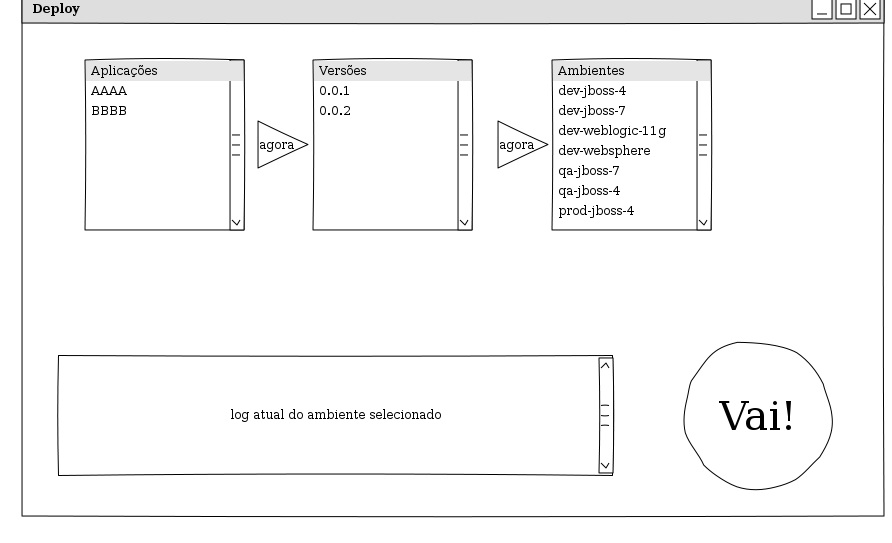 Deploy
Aplicações
AAAA
BBBB
agora
Versões
0.0.1
0.0.2
agora
Ambientes
dev-jboss-4
dev-jboss-7
dev-weblogic-11g
dev-websphere
qa-jboss-7
qa-jboss-4
prod-jboss-4
log atual do ambiente selecionado
Vai!